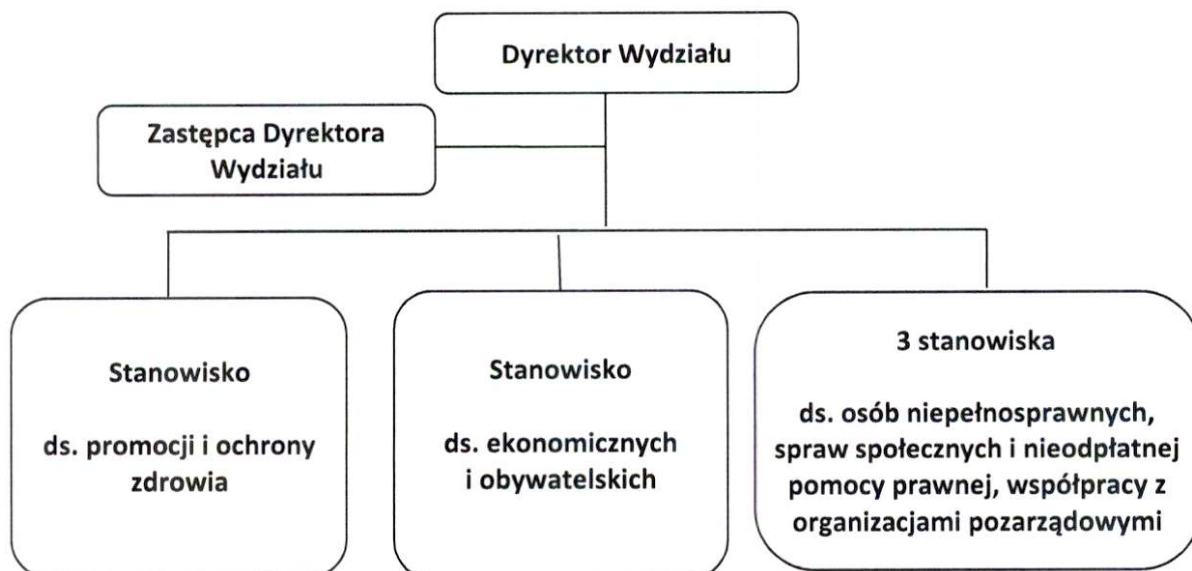 Dyrektor Wydziału
Zastępca Dyrektora
Wydziału
Stanowisko
ds. promocji i ochrony
zdrowia
Stanowisko
ds. ekonomicznych
i obywatelskich
3 stanowiska
ds. osób niepełnosprawnych,
spraw społecznych i nieodpłatnej
pomocy prawnej, współpracy z
organizacjami pozarządowymi